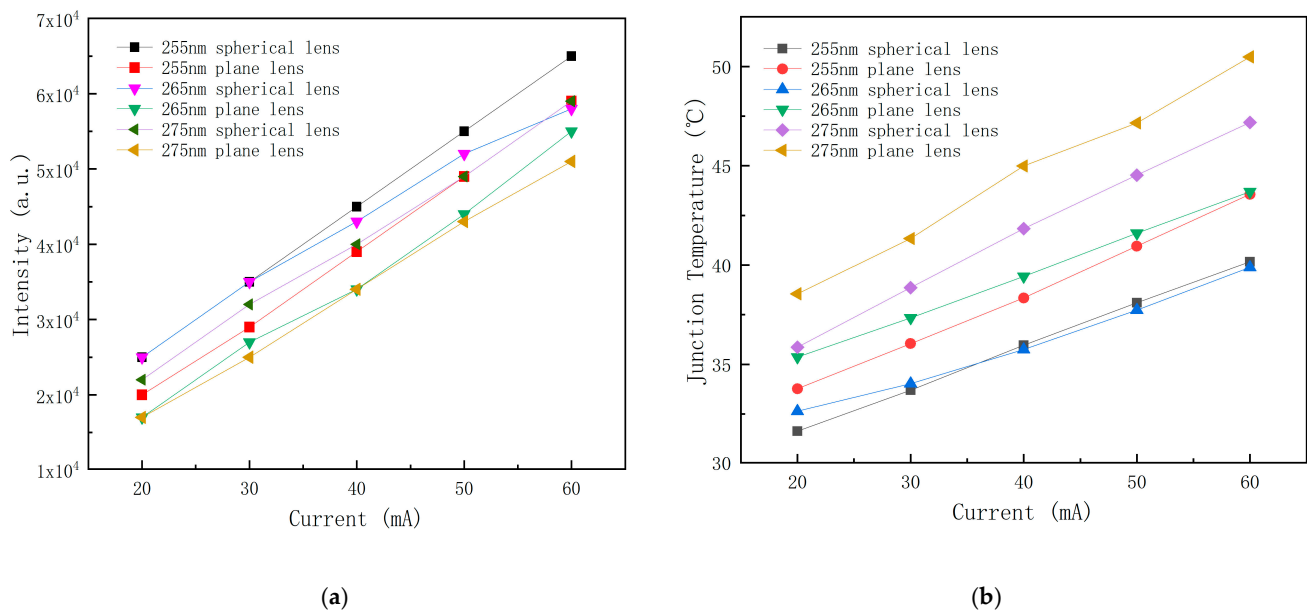 7x10⁴
6x10⁴
5x10⁴
4x10⁴
3x10⁴
2x10⁴
1x10⁴
Intensity (a.u.)
255nm spherical lens
255nm plane lens
265nm spherical lens
265nm plane lens
275nm spherical lens
275nm plane lens
20 30 40 50 60
Current (mA)
(a)
50
45
40
35
30
Junction Temperature (℃)
255nm spherical lens
255nm plane lens
265nm spherical lens
265nm plane lens
275nm spherical lens
275nm plane lens
20 30 40 50 60
Current (mA)
(b)